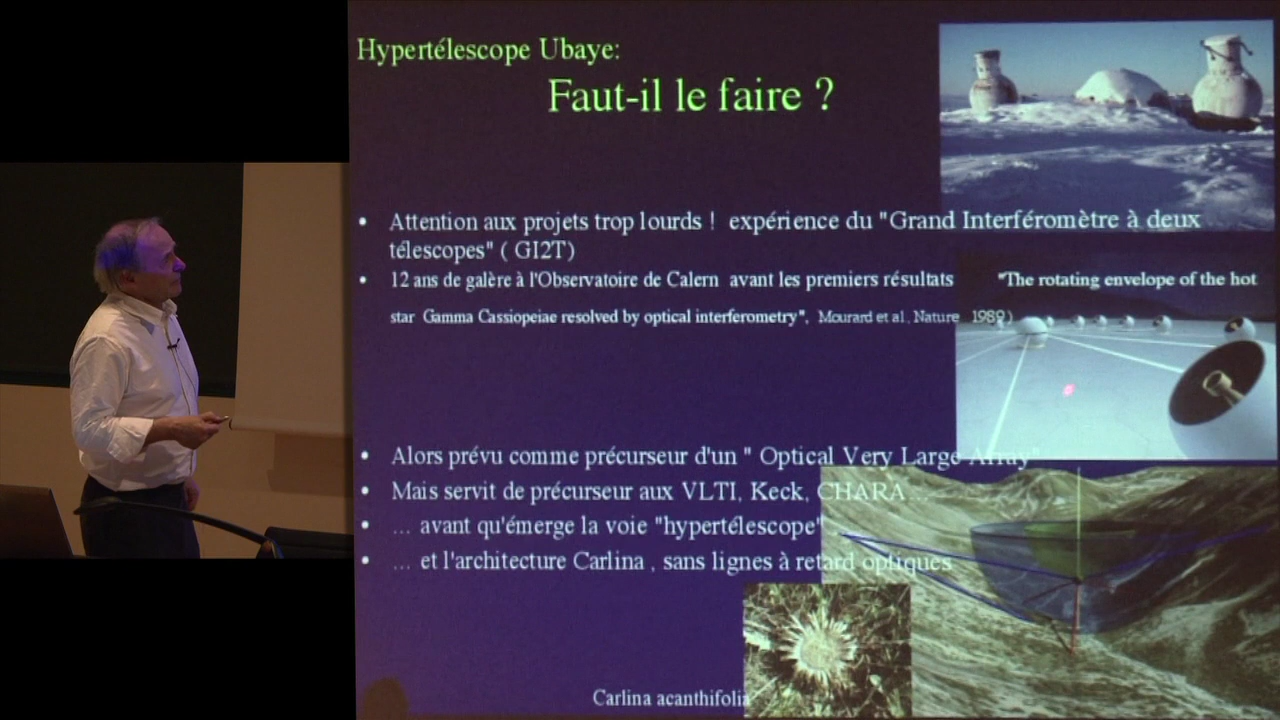 Hypertélescope Ubaye:
Faut-il le faire ?
• Attention aux projets trop lourds ! expérience du "Grand Interféromètre à deux
télescopes" ( GI2T)
• 12 ans de galère à l'Observatoire de Calern avant les premiers résultats "The rotating envelope of the hot
star Gamma Cassiopeiae resolved by optical interferometry", Mourard et al, Nature 1989)
• Alors prévu comme précurseur d'un " Optical Very Large Array"
• Mais servit de précurseur aux VLTI, Keck, CHARA...
• ... avant qu'émerge la voie "hypertélescope"
• ... et l'architecture Carlina , sans lignes à retard optiques
Carlina acanthifolia